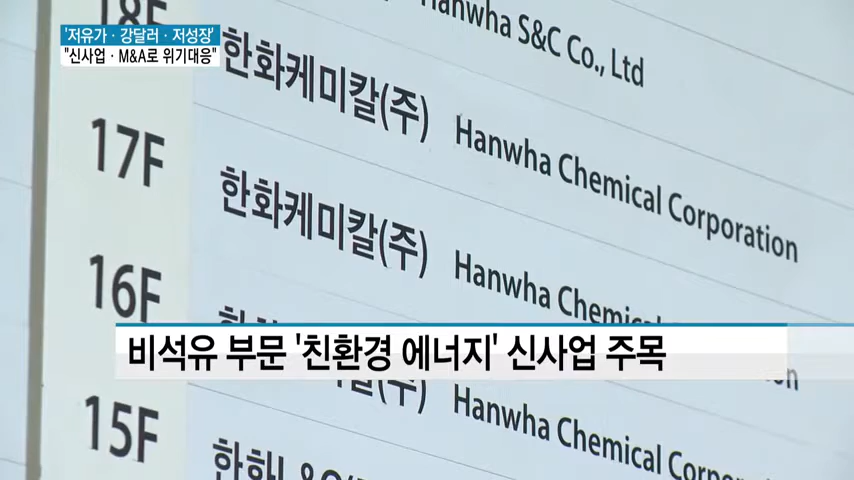 '저유가·강달러·저성장'
"신사업·M&A로 위기대응"
18F
Hanwha S&C Co., Ltd
17F 한화케미칼(주) Hanwha Chemical Corporation
16F 한화케미칼(주) Hanwha Chemical
비석유 부문 '친환경 에너지' 신사업 주목
15F Hanwha Chemical